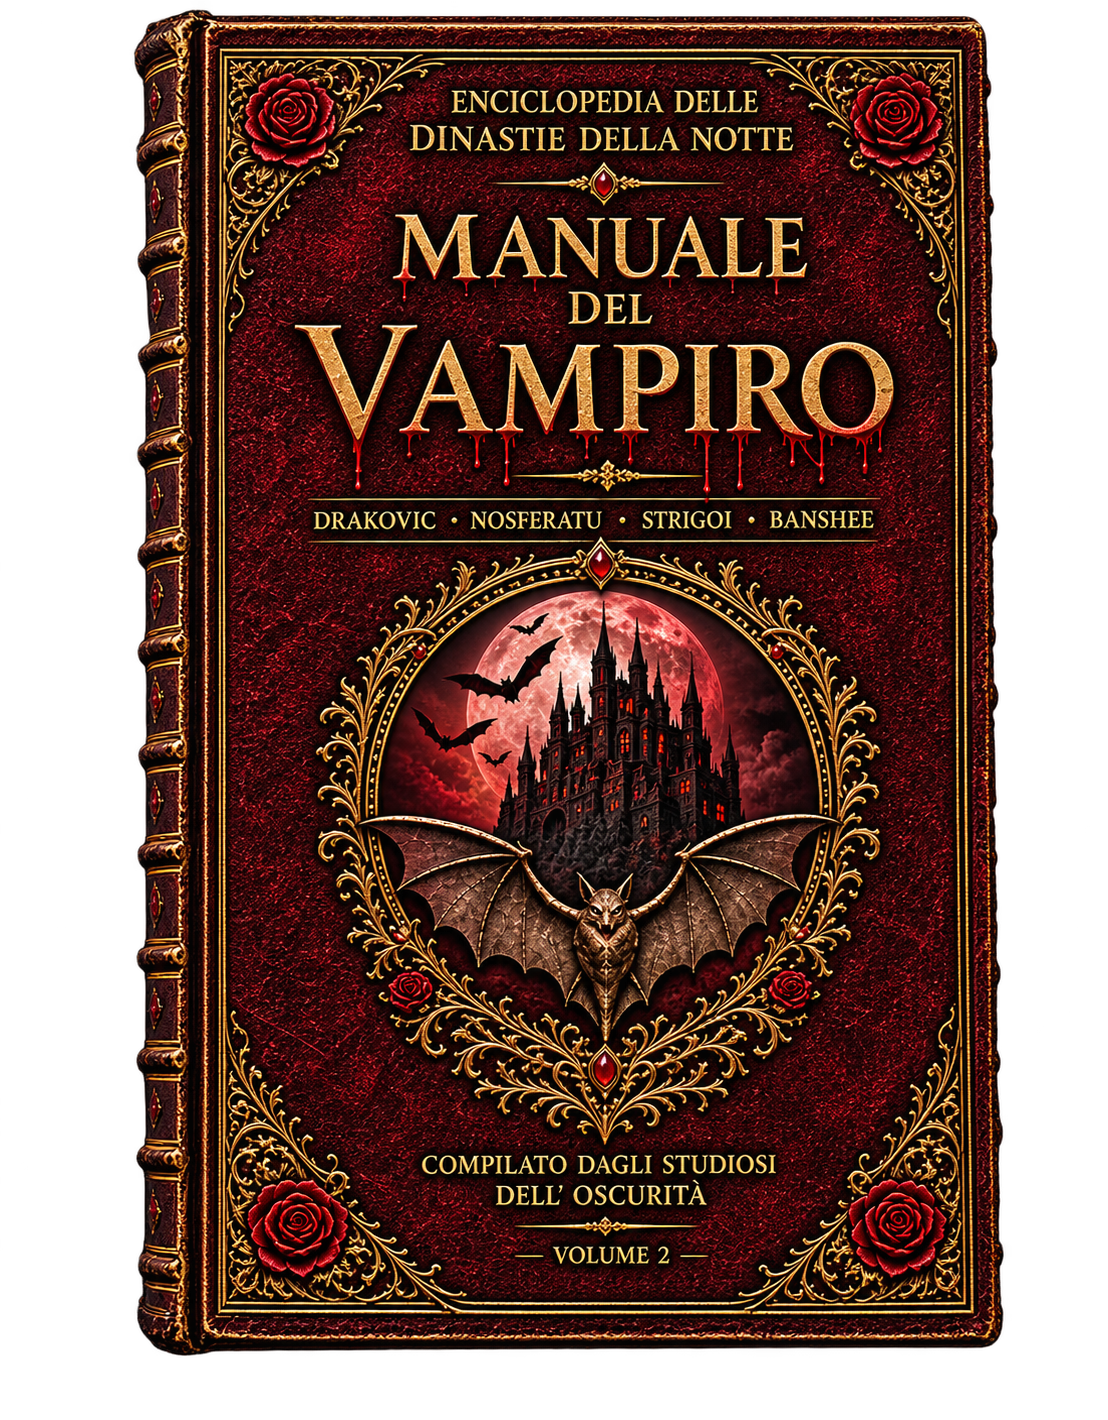 ENCICLOPEDIA DELLE
DINASTIE DELLA NOTTE
MANUALE
DEL
VAMPIRO
DRAKOVIC • NOSFERATU • STRIGOI • BANSHEE
COMPILATO DAGLI STUDIOSI
DELL' OSCURITÀ
— VOLUME 2 —